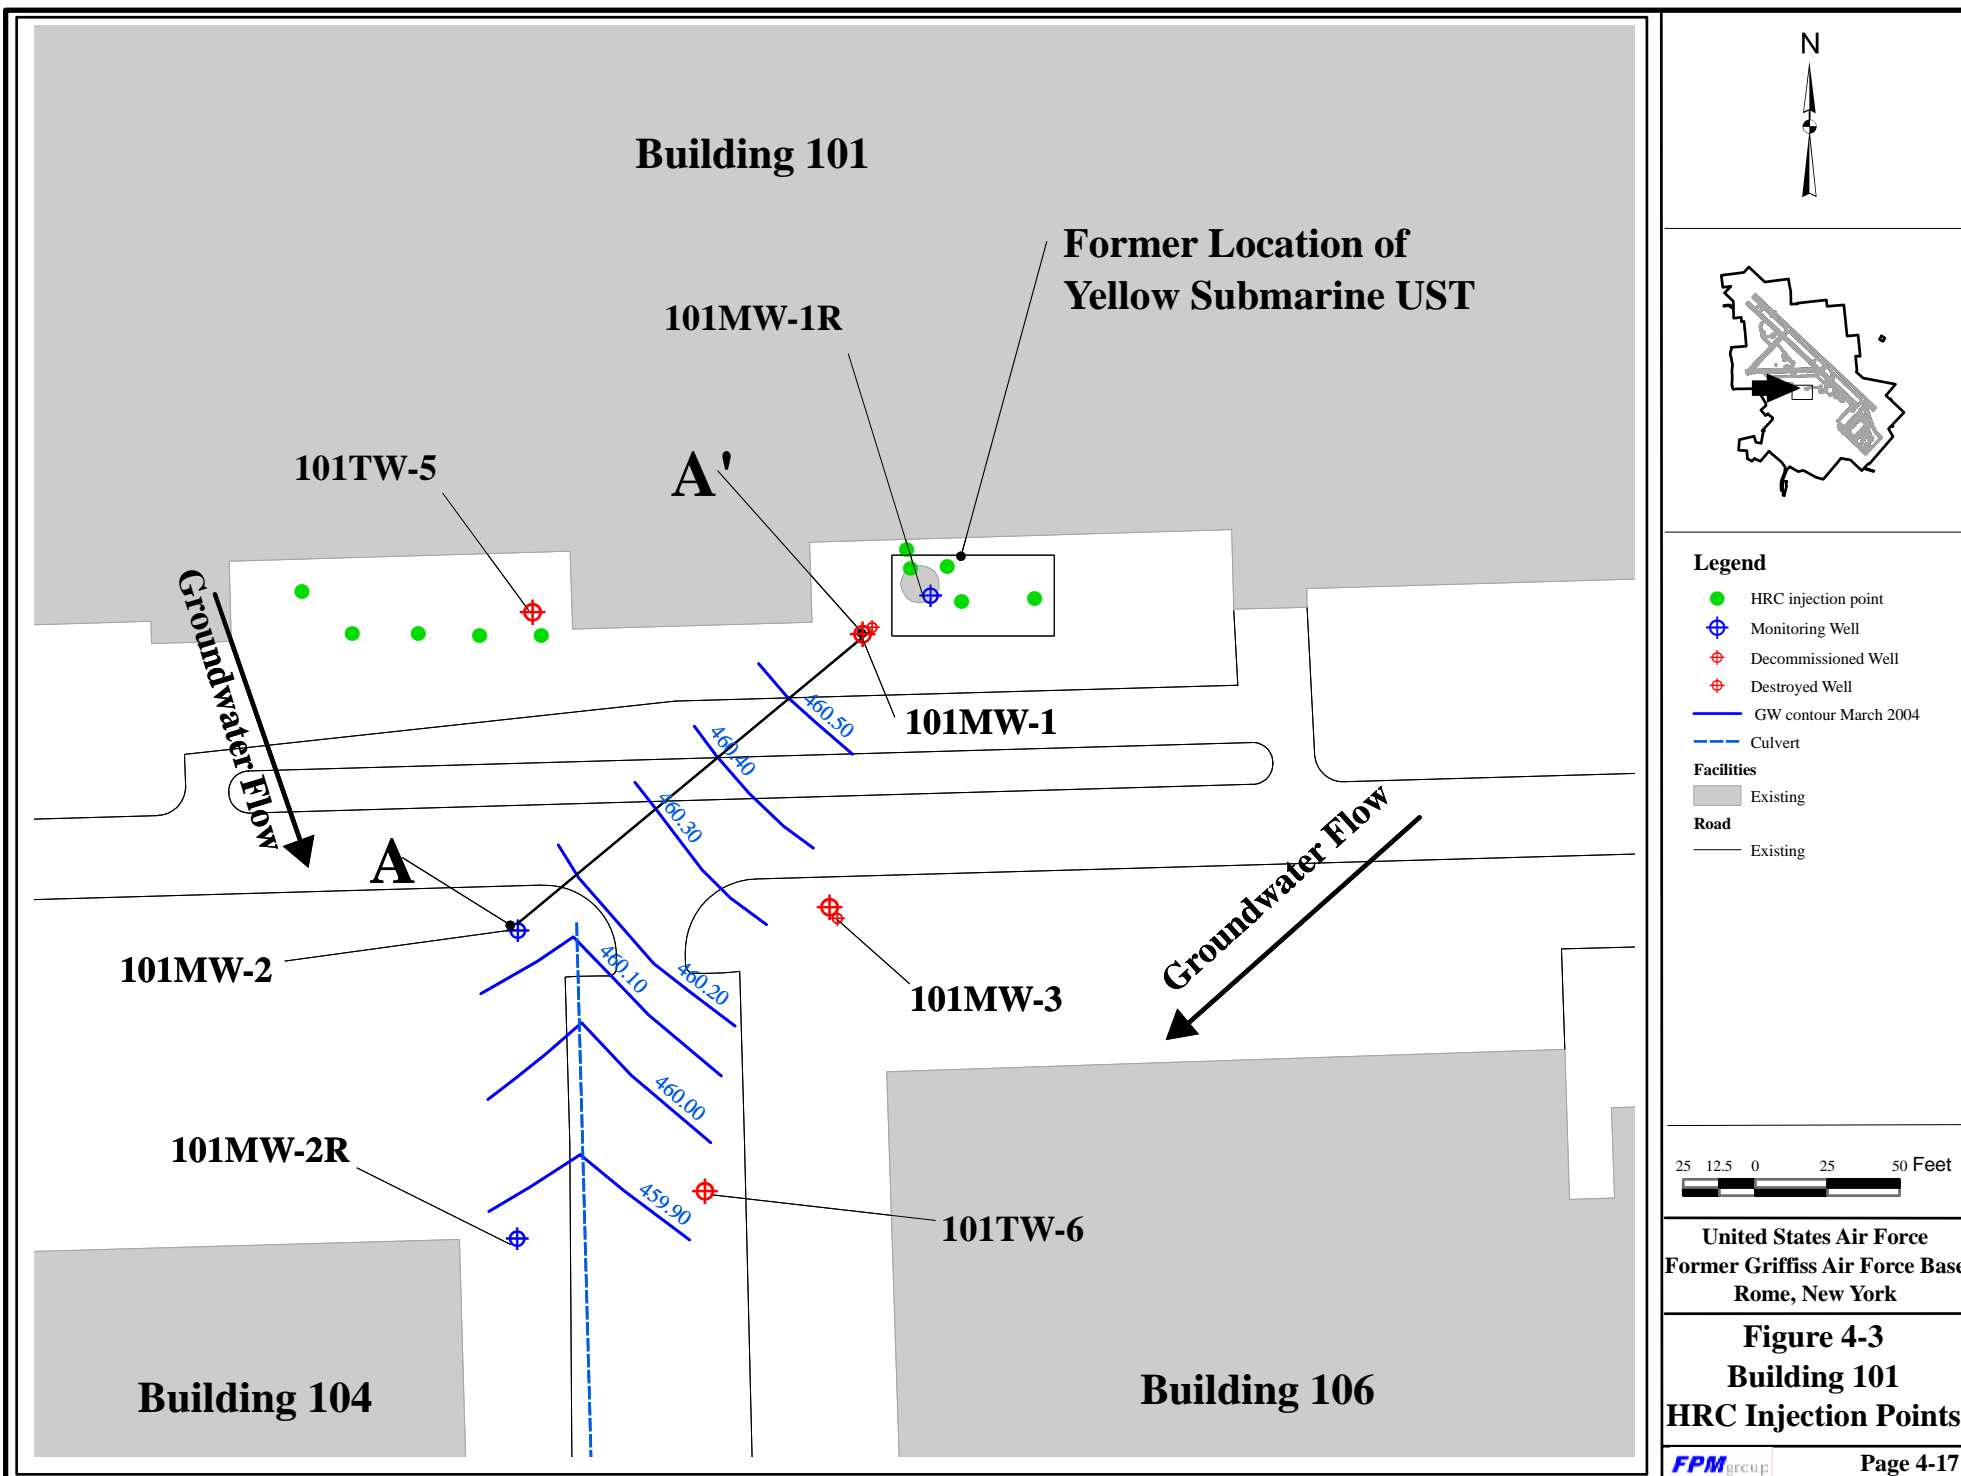 Building 101
Former Location of
Yellow Submarine UST
101MW-1R
101TW-5
A'
Groundwater Flow
101MW-1
460.50
460.40
460.30
A
Groundwater Flow
101MW-2
460.10
460.20
101MW-3
460.00
101MW-2R
459.90
101TW-6
Building 104
Building 106
N
Legend
HRC injection point
Monitoring Well
Decommissioned Well
Destroyed Well
GW contour March 2004
Culvert
Facilities
Existing
Road
Existing
25 12.5 0 25 50 Feet
United States Air Force
Former Griffiss Air Force Base
Rome, New York
Figure 4-3
Building 101
HRC Injection Points
FPM group
Page 4-17